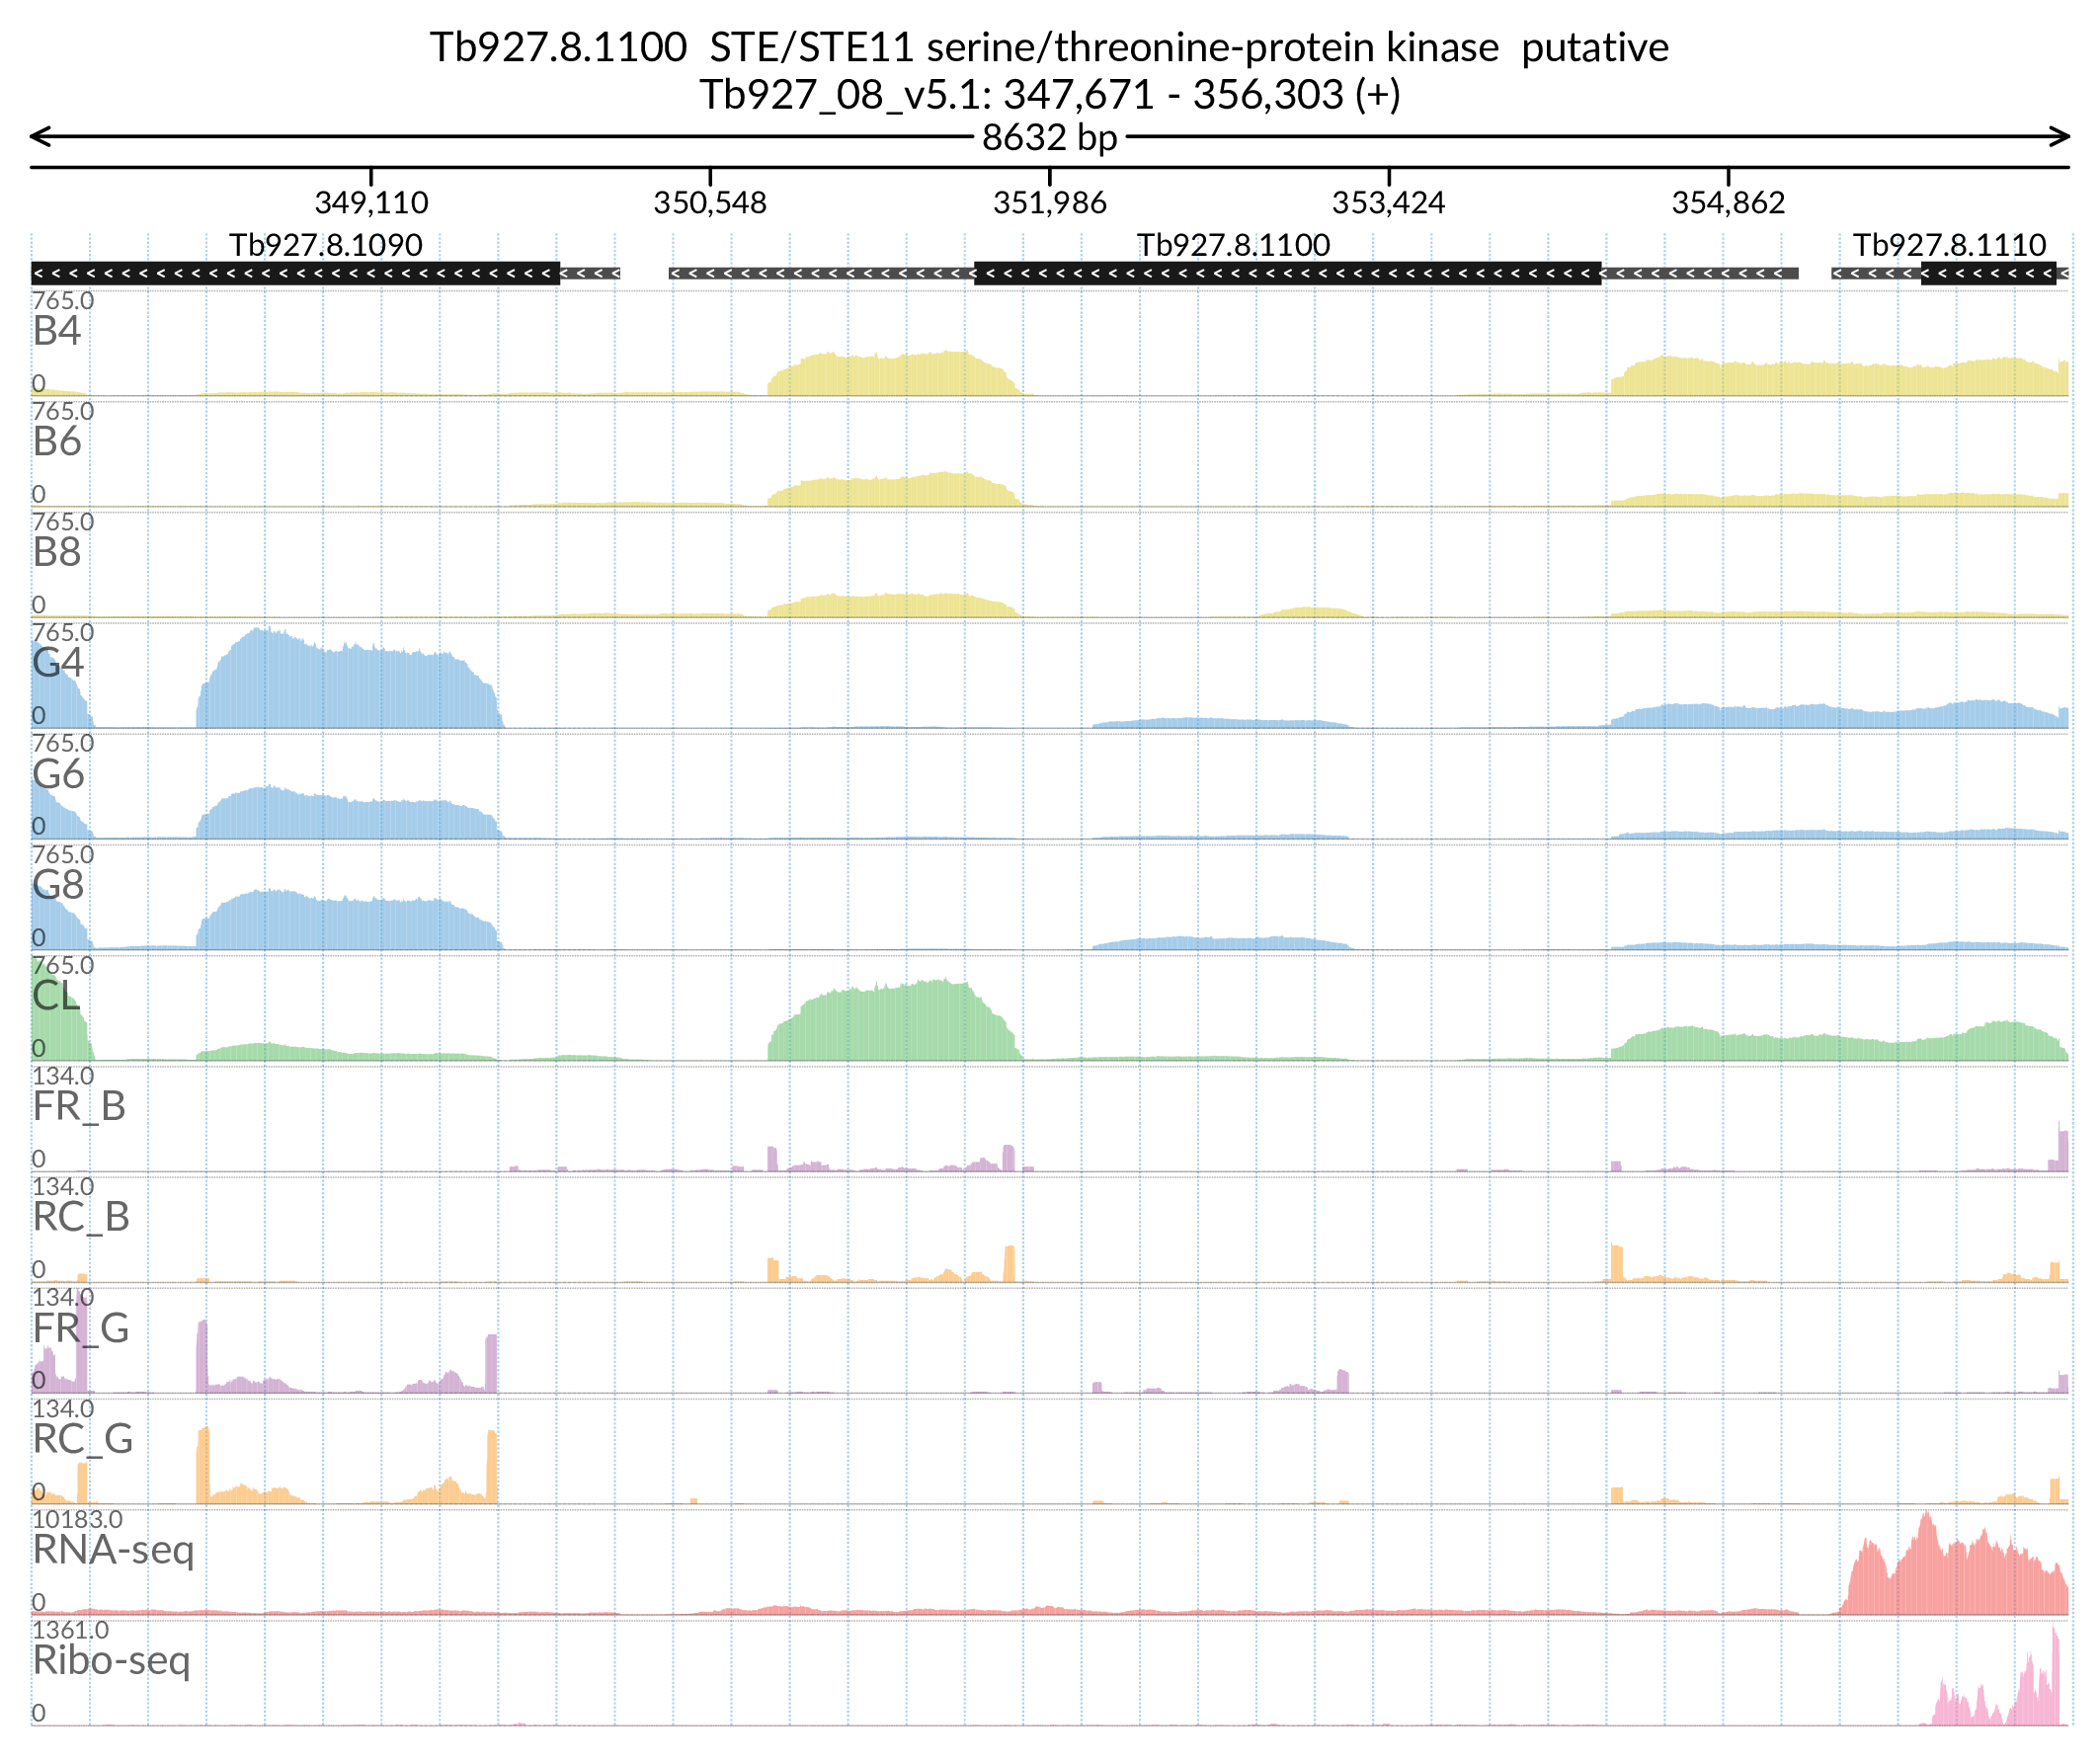 Tb927.8.1100  STE/STE11 serine/threonine-protein kinase  putative
Tb927_08_v5.1: 347,671 - 356,303 (+)
8632 bp
349,110 350,548 351,986 353,424 354,862
Tb927.8.1090 Tb927.8.1100 Tb927.8.1110
765.0
B4
0
765.0
B6
0
765.0
B8
0
765.0
G4
0
765.0
G6
0
765.0
G8
0
765.0
CL
0
134.0
FR_B
0
134.0
RC_B
0
134.0
FR_G
0
134.0
RC_G
0
10183.0
RNA-seq
0
1361.0
Ribo-seq
0